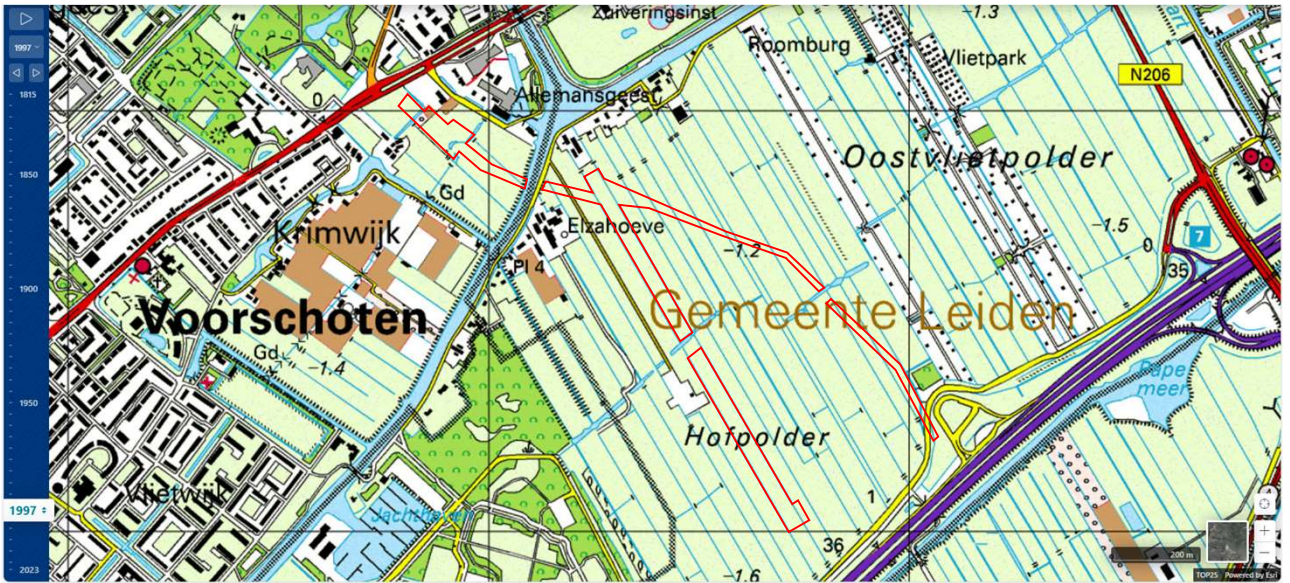 1997
1815
1850
1900
1950
1997
2023
Zuiveringsinst
-1.3
Roomburg
Vlietpark
N206
0
Allemansgeest
Oostvlietpolder
Gd
Krimwijk
Elzahoeve
-1.2
-1.5
0
7
35
Pl 4
Voorschoten
Gemeente Leiden
Gd
-1.4
Pape
meer
Hofpolder
Vlietwijk
Jachthaven
1
36
-1.6
200 m
TOP25 Powered by Esri